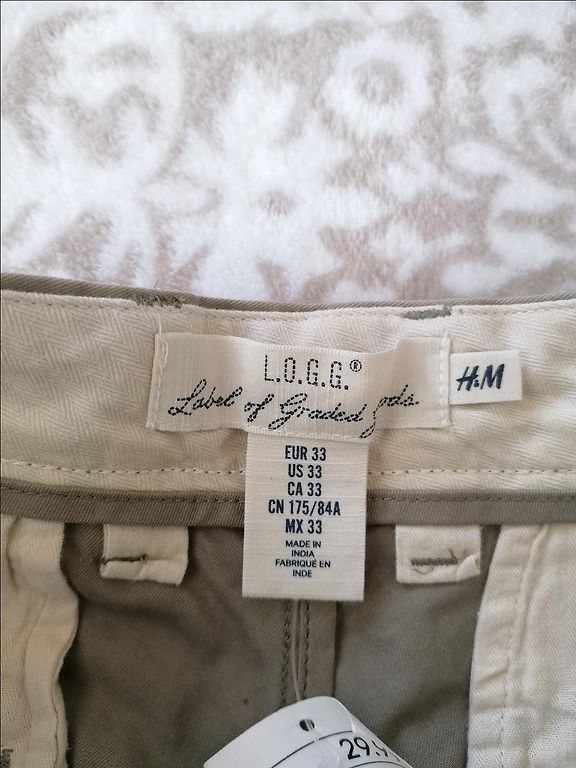 L.O.G.G.®
Label of Graded
H&M
EUR 33
US 33
CA 33
CN 175/84A
MX 33
MADE IN
INDIA
FABRIQUÉ EN
INDE